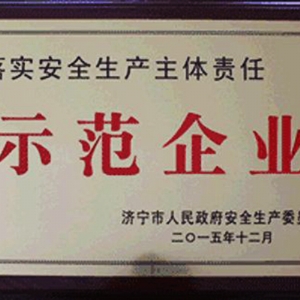 落实安全生产主体责任
示范企业
济宁市人民政府安全生产委员
二〇一五年十二月